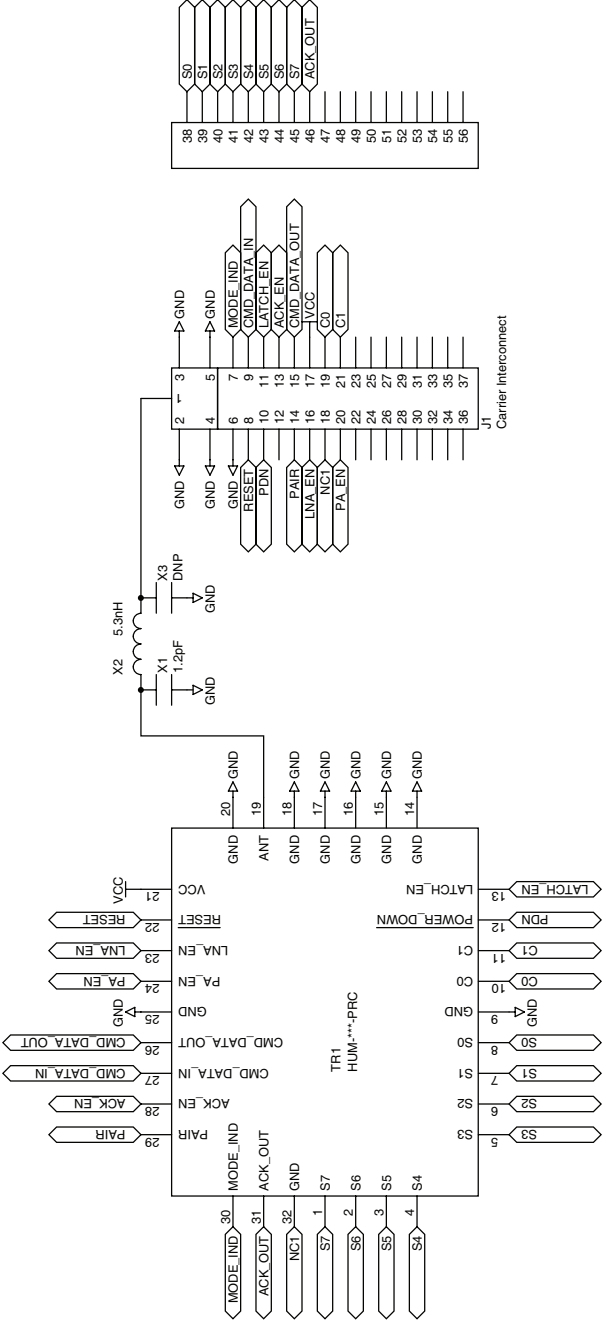 38 S0
39 S1
40 S2
41 S3
42 S4
43 S5
44 S6
45 S7
46 ACK_OUT
47
48
49
50
51
52
53
54
55
56
GND 2 3 GND
1
GND 4 5 GND
GND 6 7 MODE_IND
RESET 8 9 CMD_DATA_IN
PDN 10 11 LATCH_EN
12 13 ACK_EN
PAIR 14 15 CMD_DATA_OUT
LNA_EN 16 17 VCC
NC1 18 19 C0
PA_EN 20 21 C1
22 23
24 25
26 27
28 29
30 31
32 33
34 35
36 37
J1
Carrier Interconnect
X2
5.3nH
X1
1.2pF
GND
X3
DNP
GND
GND 20 GND
ANT 19
GND 18 GND
GND 17 GND
GND 16 GND
GND 15 GND
GND 14 GND
VCC 21 VCC
RESET 22 RESET
LNA_EN 23 LNA_EN
PA_EN 24 PA_EN
GND 25 GND
CMD_DATA_OUT 26 CMD_DATA_OUT
CMD_DATA_IN 27 CMD_DATA_IN
ACK_EN 28 ACK_EN
PAIR 29 PAIR
TR1
HUM-***-PRC
LATCH_EN 13 LATCH_EN
POWER_DOWN 12 PDN
C1 11 C1
C0 10 C0
GND 9 GND
S0 8 S0
S1 7 S1
S2 6 S2
S3 5 S3
MODE_IND 30 MODE_IND
ACK_OUT 31 ACK_OUT
NC1 32 GND
S7 1 S7
S6 2 S6
S5 3 S5
S4 4 S4